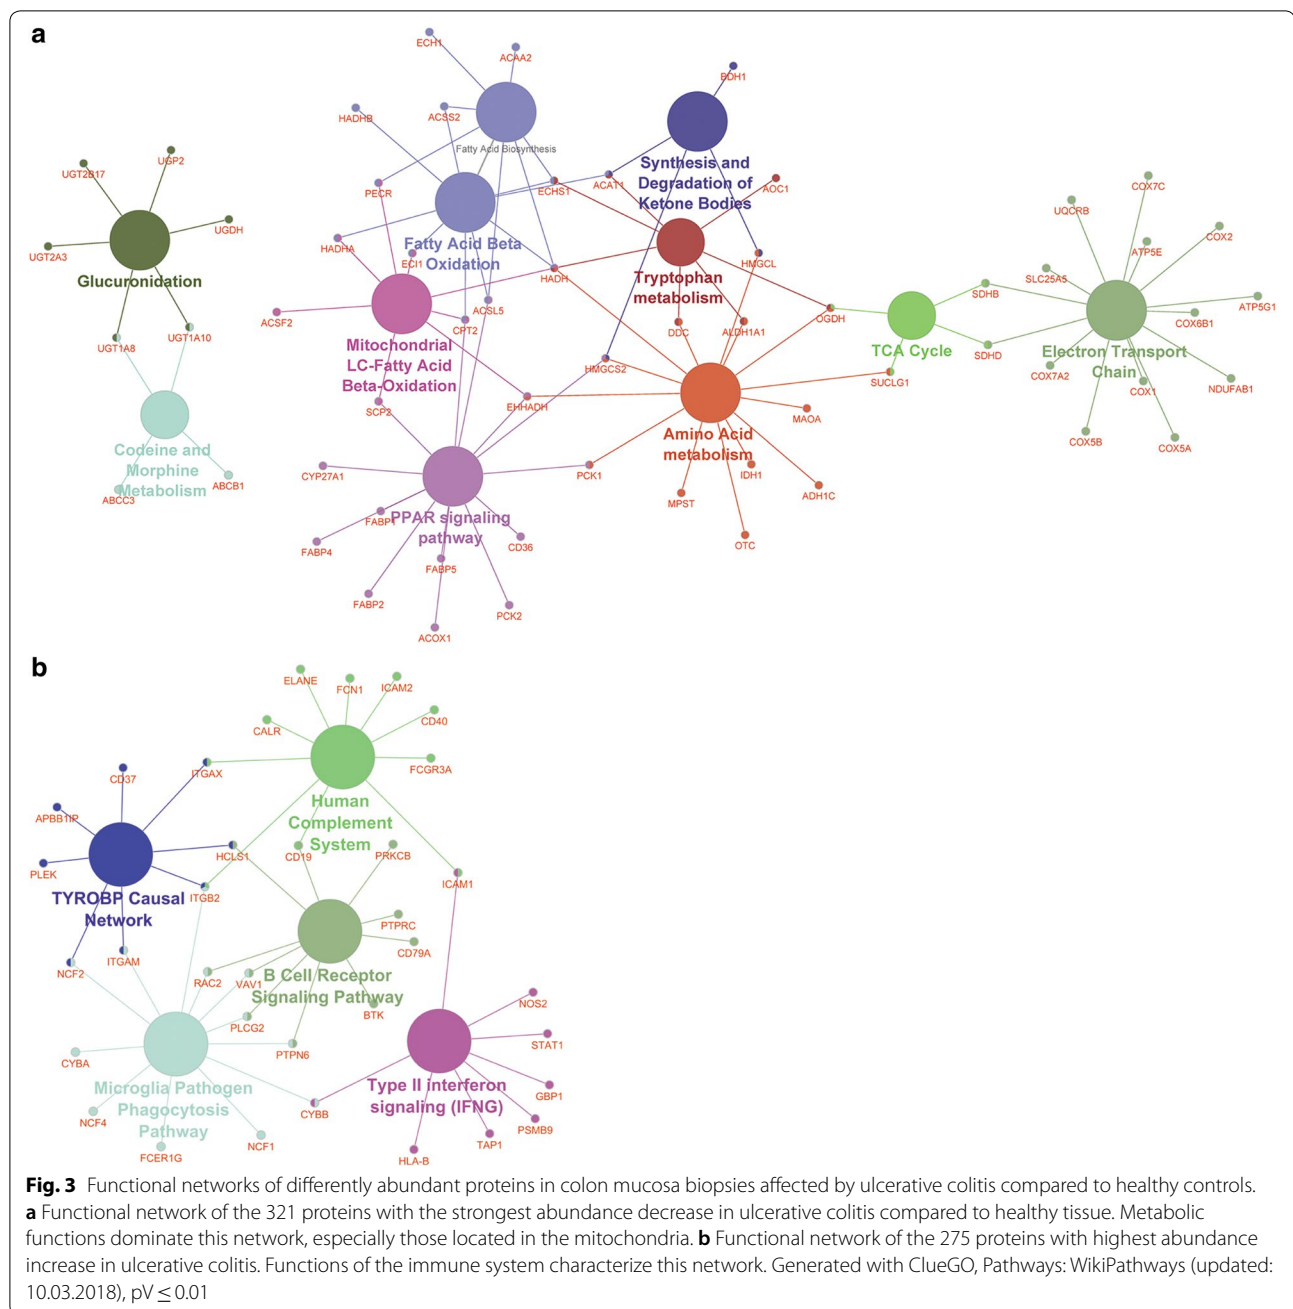 a
ECH1
ACAA2
BDH1
HADHB
ACSS2
Fatty Acid Biosynthesis
UGP2
UGT2B17
Synthesis and
Degradation of
Ketone Bodies
COX7C
PECR
ECHS1
ACAT1
AOC1
UQCRB
UGDH
COX2
UGT2A3
HADHA
Fatty Acid Beta
Oxidation
ECI1
ATP5E
HMGCL
HADH
Glucuronidation
Tryptophan
metabolism
SLC25A5
SDHB
ATP5G1
ACSF2
ACSL5
CPT2
DDC
ALDH1A1
OGDH
COX6B1
UGT1A8
UGT1A10
Mitochondrial
LC-Fatty Acid
Beta-Oxidation
TCA Cycle
SDHD
Electron Transport
Chain
HMGCS2
COX7A2
SUCLG1
COX1
NDUFAB1
SCP2
EHHADH
MAOA
Codeine and
Morphine
Metabolism
Amino Acid
metabolism
COX5B
COX5A
ABCB1
ABCC3
CYP27A1
PCK1
IDH1
ADH1C
MPST
FABP1
PPAR signaling
pathway
FABP4
CD36
OTC
FABP5
FABP2
PCK2
ACOX1
b
ELANE
FCN1
ICAM2
CALR
CD40
ITGAX
FCGR3A
CD37
APBB1IP
Human
Complement
System
HCLS1
CD19
PRKCB
PLEK
ICAM1
TYROBP Causal
Network
ITGB2
PTPRC
CD79A
ITGAM
NCF2
RAC2
VAV1
B Cell Receptor
Signaling Pathway
NOS2
BTK
PLCG2
STAT1
PTPN6
CYBA
Microglia Pathogen
Phagocytosis
Pathway
Type II interferon
signaling (IFNG)
GBP1
CYBB
NCF4
PSMB9
NCF1
TAP1
FCER1G
HLA-B
Fig. 3 Functional networks of differently abundant proteins in colon mucosa biopsies affected by ulcerative colitis compared to healthy controls.
a Functional network of the 321 proteins with the strongest abundance decrease in ulcerative colitis compared to healthy tissue. Metabolic
functions dominate this network, especially those located in the mitochondria. b Functional network of the 275 proteins with highest abundance
increase in ulcerative colitis. Functions of the immune system characterize this network. Generated with ClueGO, Pathways: WikiPathways (updated:
10.03.2018), pV ≤ 0.01